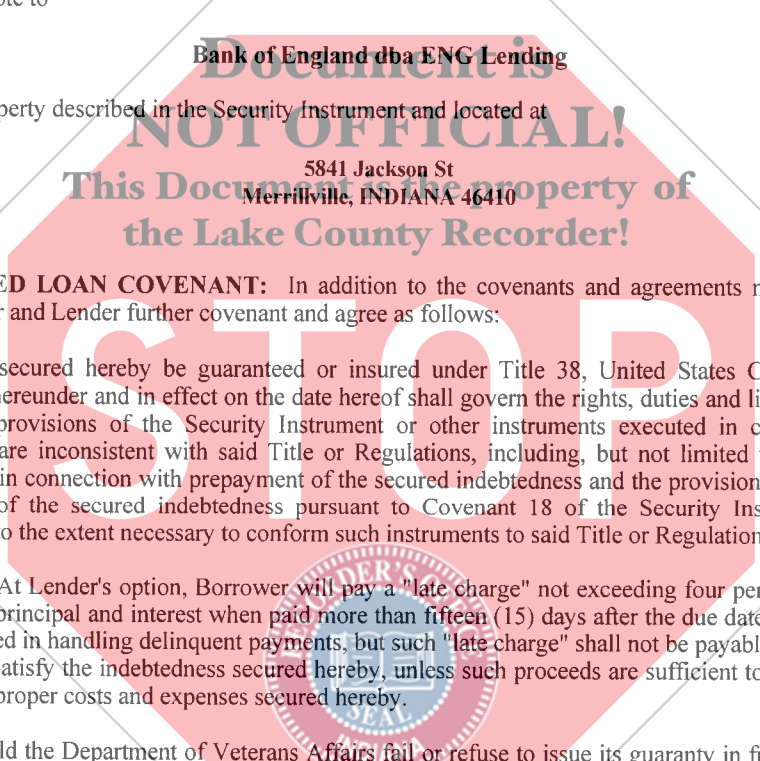 Bank of England dba ENG Lending
Document is
perty described in the Security Instrument and located at
NOT OFFICIAL!
5841 Jackson St
This Document is the property of
Merrillville, INDIANA 46410
the Lake County Recorder!
ED LOAN COVENANT: In addition to the covenants and agreements
r and Lender further covenant and agree as follows:
STOP
secured hereby be guaranteed or insured under Title 38, United States
hereunder and in effect on the date hereof shall govern the rights, duties and
provisions of the Security Instrument or other instruments executed in
are inconsistent with said Title or Regulations, including, but not limited
in connection with prepayment of the secured indebtedness and the provision
of the secured indebtedness pursuant to Covenant 18 of the Security Ins
o the extent necessary to conform such instruments to said Title or Regulation
At Lender's option, Borrower will pay a "late charge" not exceeding four per
principal and interest when paid more than fifteen (15) days after the due date
ed in handling delinquent payments, but such "late charge" shall not be payabl
atisfy the indebtedness secured hereby, unless such proceeds are sufficient to
proper costs and expenses secured hereby.
SEAL
ld the Department of Veterans Affairs fail or refuse to issue its guaranty in